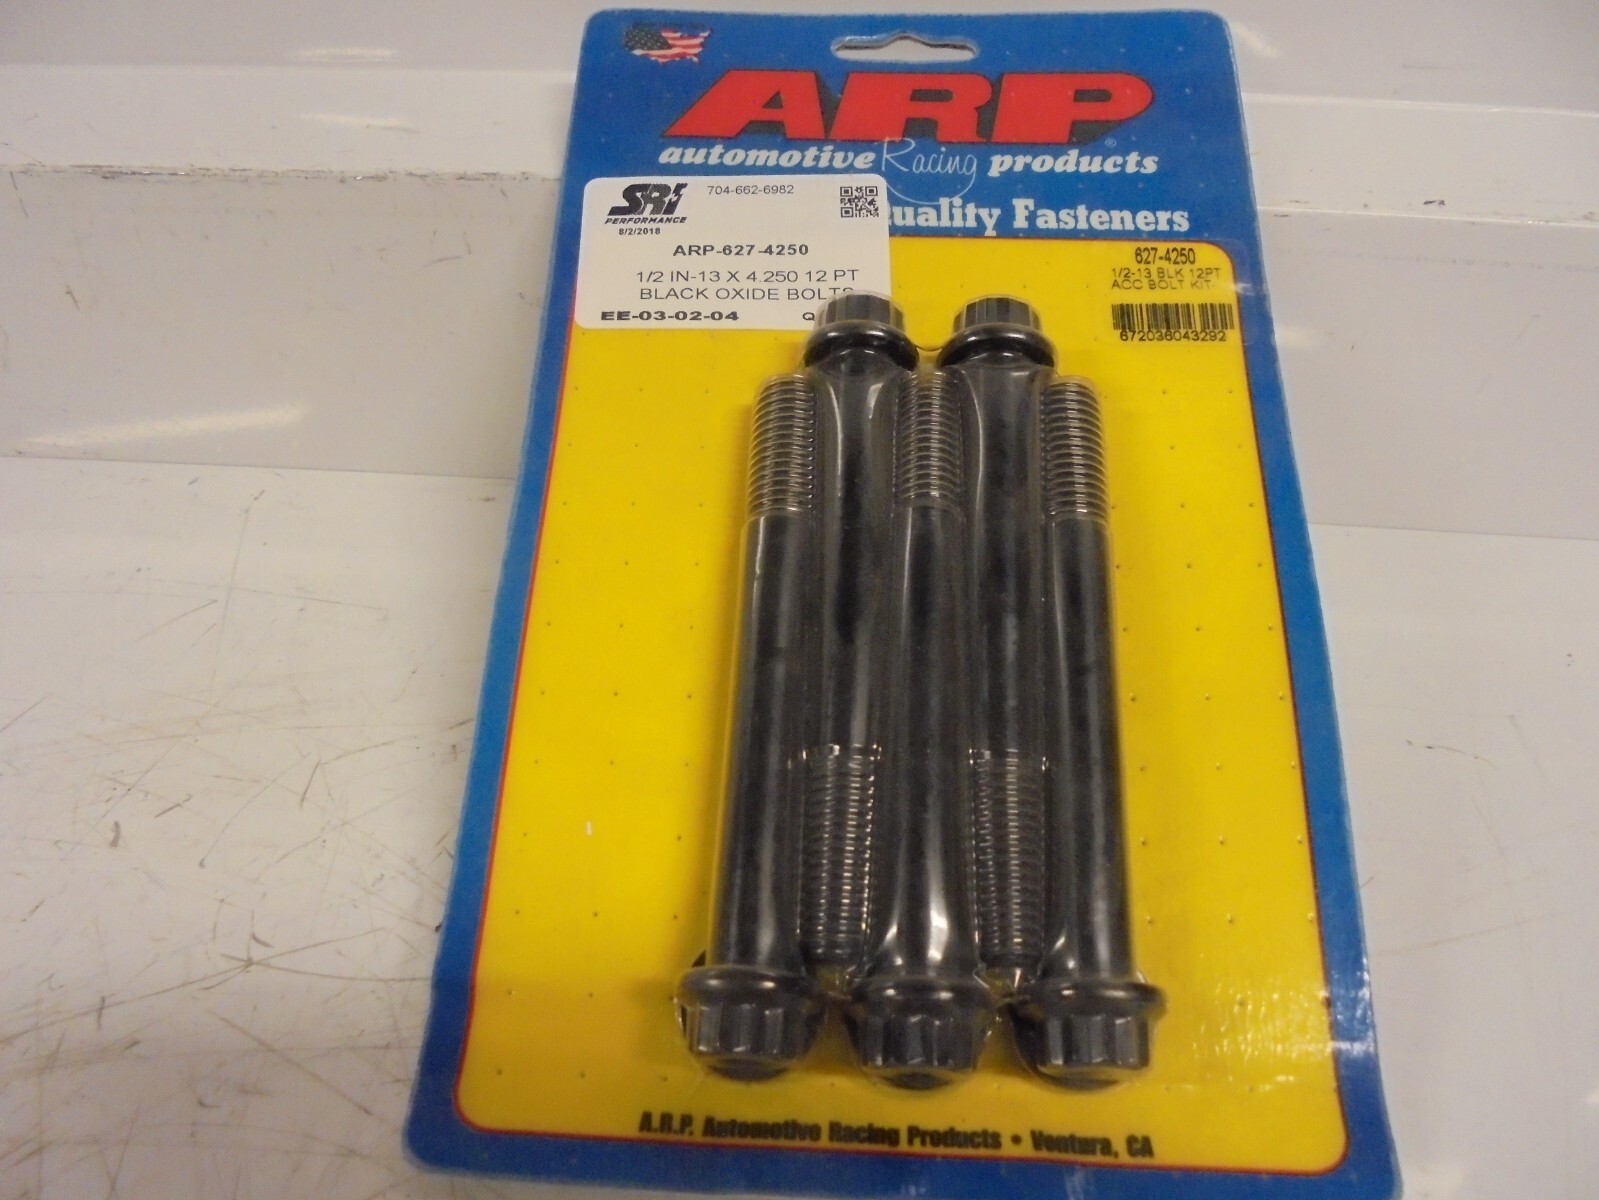 ARP®
automotive Racing products
Quality Fasteners
SRI
PERFORMANCE
8/2/2018
704-662-6982
ARP-627-4250
1/2 IN-13 X 4.250 12 PT
BLACK OXIDE BOLTS
EE-03-02-04 Q
627-4250
1/2-13 BLK 12PT
ACC BOLT KIT
672036043292
A.R.P. Automotive Racing Products • Ventura, CA